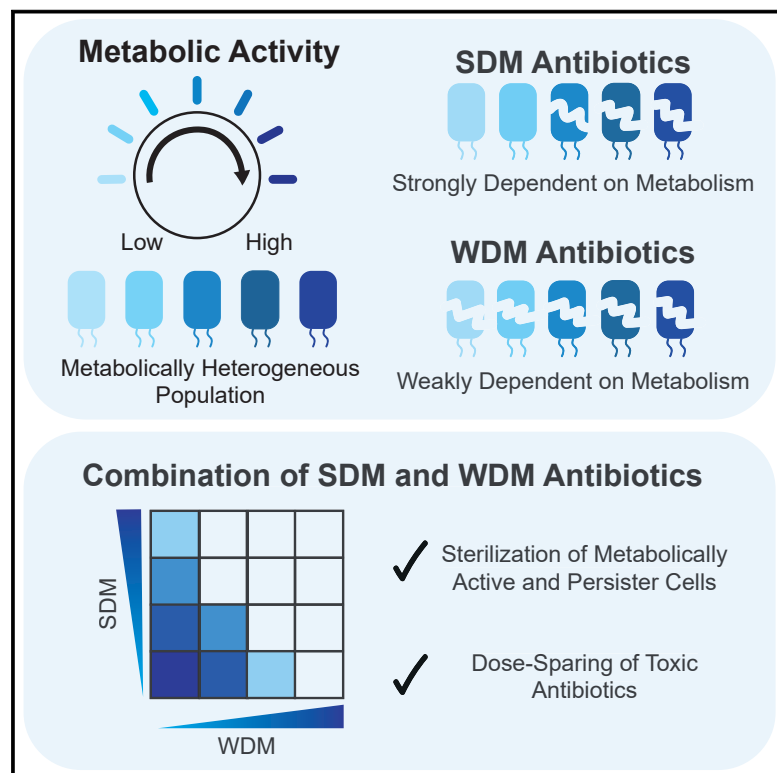 Metabolic Activity
Low
High
Metabolically Heterogeneous
Population
SDM Antibiotics
Strongly Dependent on Metabolism
WDM Antibiotics
Weakly Dependent on Metabolism
Combination of SDM and WDM Antibiotics
SDM
WDM
Sterilization of Metabolically
Active and Persister Cells
Dose-Sparing of Toxic
Antibiotics